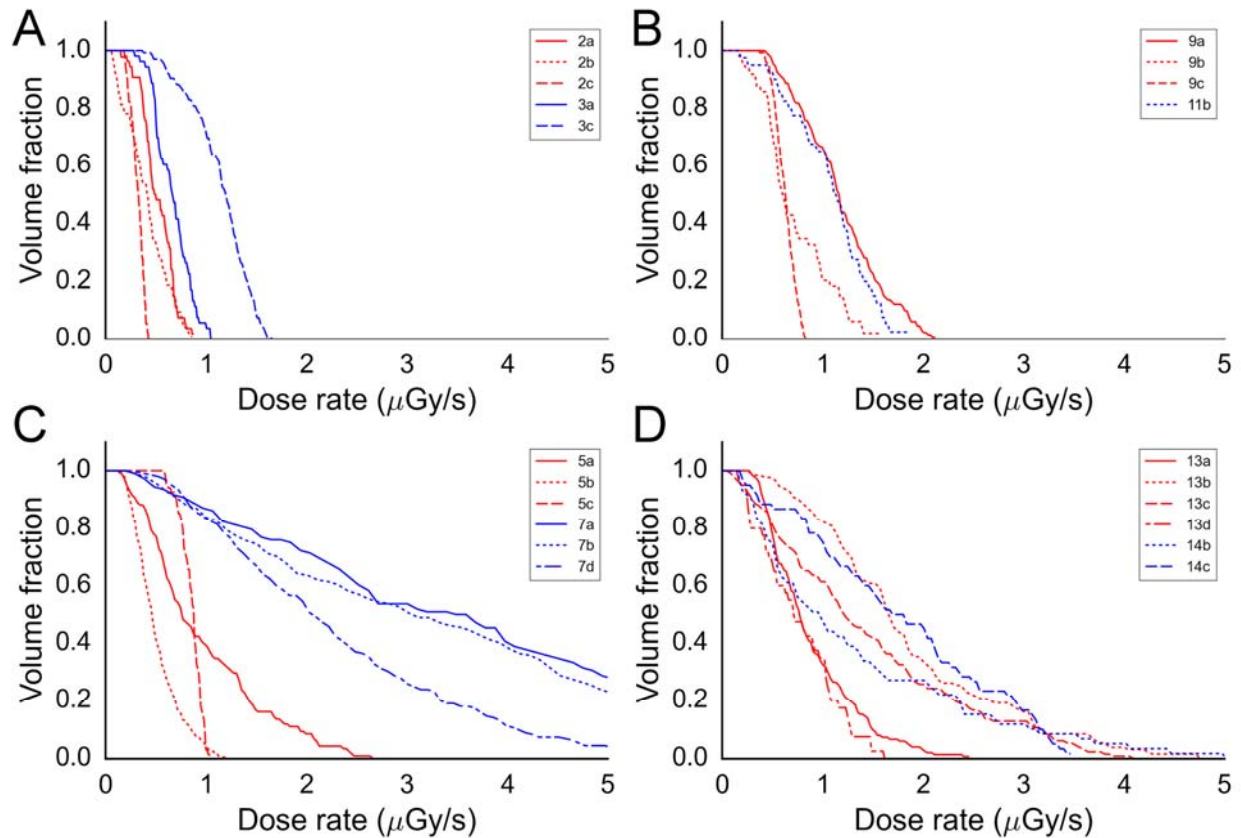 A
B
1.0
0.8
0.6
0.4
0.2
0.0
Volume fraction
2a
2b
2c
3a
3c
0 1 2 3 4 5
Dose rate (μGy/s)
1.0
0.8
0.6
0.4
0.2
0.0
Volume fraction
9a
9b
9c
11b
0 1 2 3 4 5
Dose rate (μGy/s)
C
D
1.0
0.8
0.6
0.4
0.2
0.0
Volume fraction
5a
5b
5c
7a
7b
7d
0 1 2 3 4 5
Dose rate (μGy/s)
1.0
0.8
0.6
0.4
0.2
0.0
Volume fraction
13a
13b
13c
13d
14b
14c
0 1 2 3 4 5
Dose rate (μGy/s)